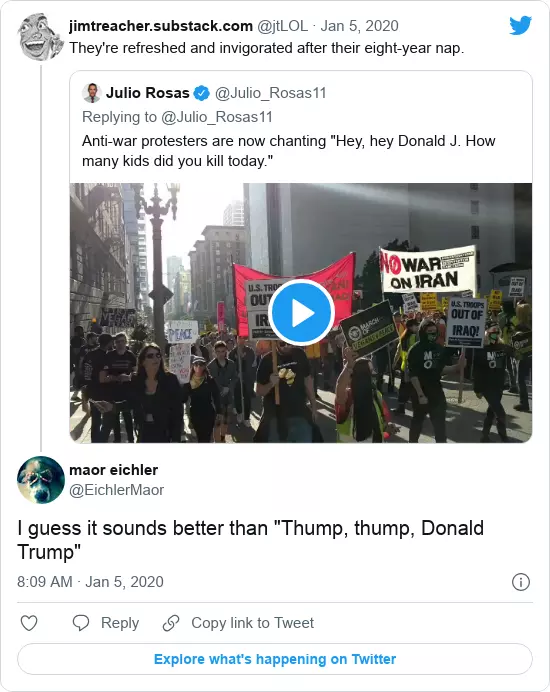 jimtreacher.substack.com @jtLOL · Jan 5, 2020
They're refreshed and invigorated after their eight-year nap.
Julio Rosas @Julio_Rosas11
Replying to @Julio_Rosas11
Anti-war protesters are now chanting "Hey, hey Donald J. How
many kids did you kill today."
NO WAR
ON IRAN
U.S. TROOPS
OUT OF
IRAQ!
PEACE
MARCH
maor eichler
@EichlerMaor
I guess it sounds better than "Thump, thump, Donald
Trump"
8:09 AM · Jan 5, 2020
Reply
Copy link to Tweet
Explore what's happening on Twitter